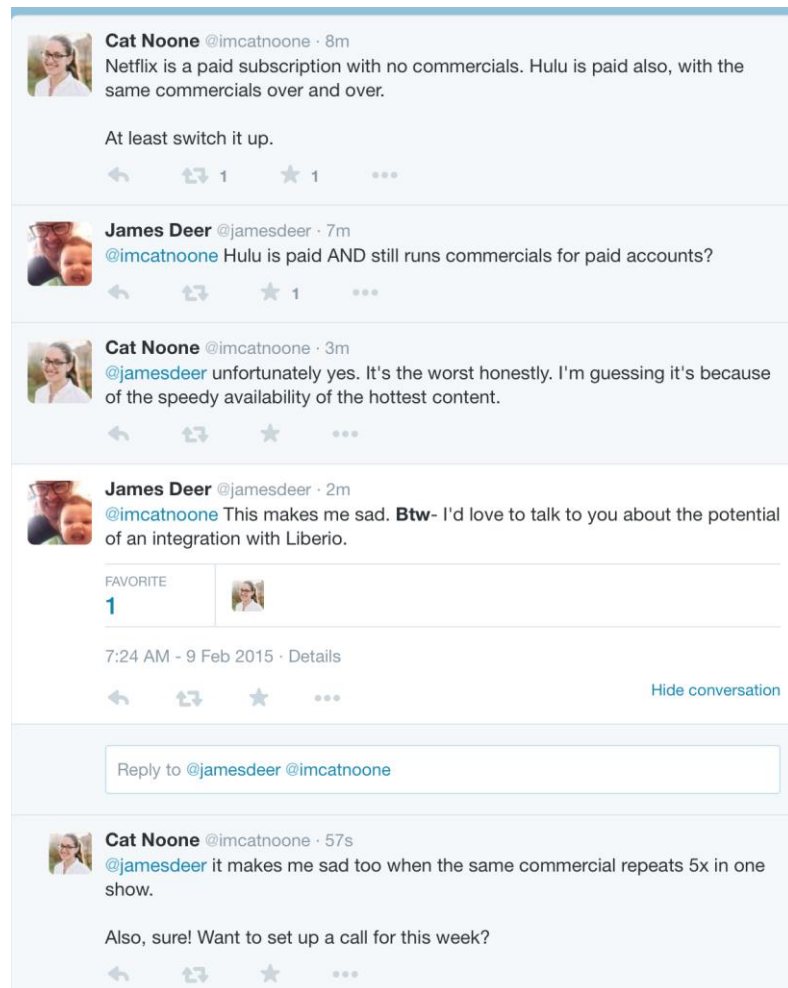 Cat Noone @imcatnoone · 8m
Netflix is a paid subscription with no commercials. Hulu is paid also, with the
same commercials over and over.
At least switch it up.
1 1
James Deer @jamesdeer · 7m
@imcatnoone Hulu is paid AND still runs commercials for paid accounts?
1
Cat Noone @imcatnoone · 3m
@jamesdeer unfortunately yes. It's the worst honestly. I'm guessing it's because
of the speedy availability of the hottest content.
James Deer @jamesdeer · 2m
@imcatnoone This makes me sad. Btw- I'd love to talk to you about the potential
of an integration with Liberio.
FAVORITE
1
7:24 AM - 9 Feb 2015 · Details
Hide conversation
Reply to @jamesdeer @imcatnoone
Cat Noone @imcatnoone · 57s
@jamesdeer it makes me sad too when the same commercial repeats 5x in one
show.
Also, sure! Want to set up a call for this week?